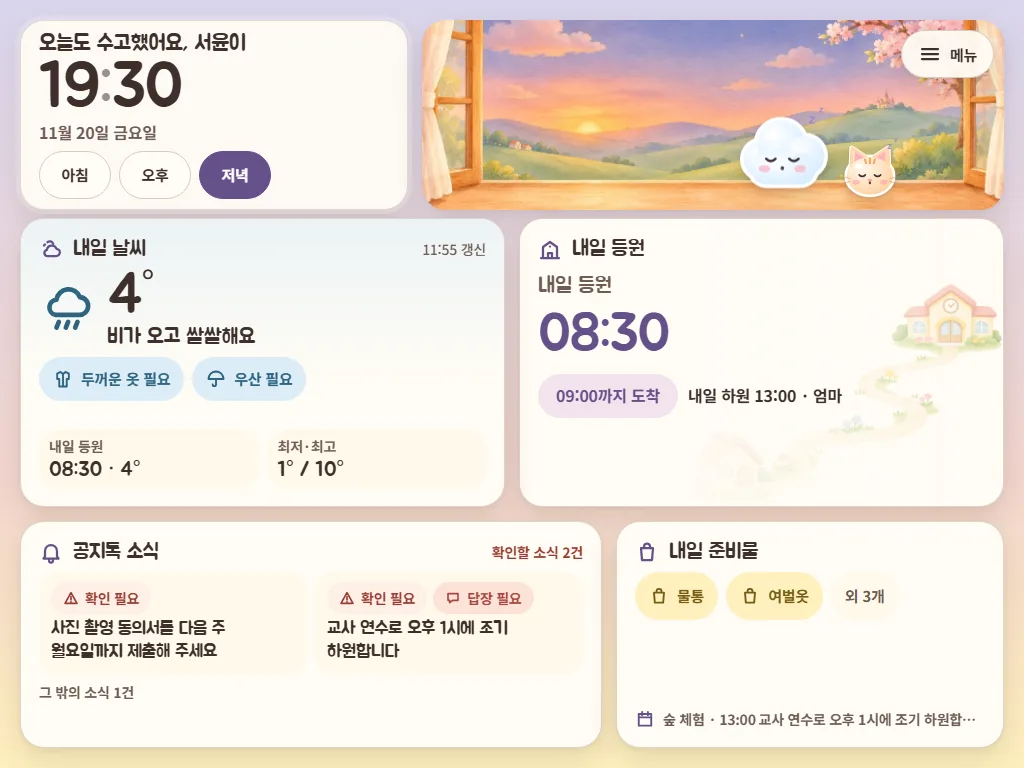 오늘도 수고했어요, 서윤이
19:30
11월 20일 금요일
아침
오후
저녁
메뉴
내일 날씨
11:55 갱신
4°
비가 오고 쌀쌀해요
두꺼운 옷 필요
우산 필요
내일 등원
08:30 · 4°
최저·최고
1° / 10°
내일 등원
내일 등원
08:30
09:00까지 도착
내일 하원 13:00 · 엄마
공지톡 소식
확인할 소식 2건
확인 필요
사진 촬영 동의서를 다음 주
월요일까지 제출해 주세요
확인 필요
답장 필요
교사 연수로 오후 1시에 조기
하원합니다
그 밖의 소식 1건
내일 준비물
물통
여벌옷
외 3개
숲 체험 · 13:00 교사 연수로 오후 1시에 조기 하원합…